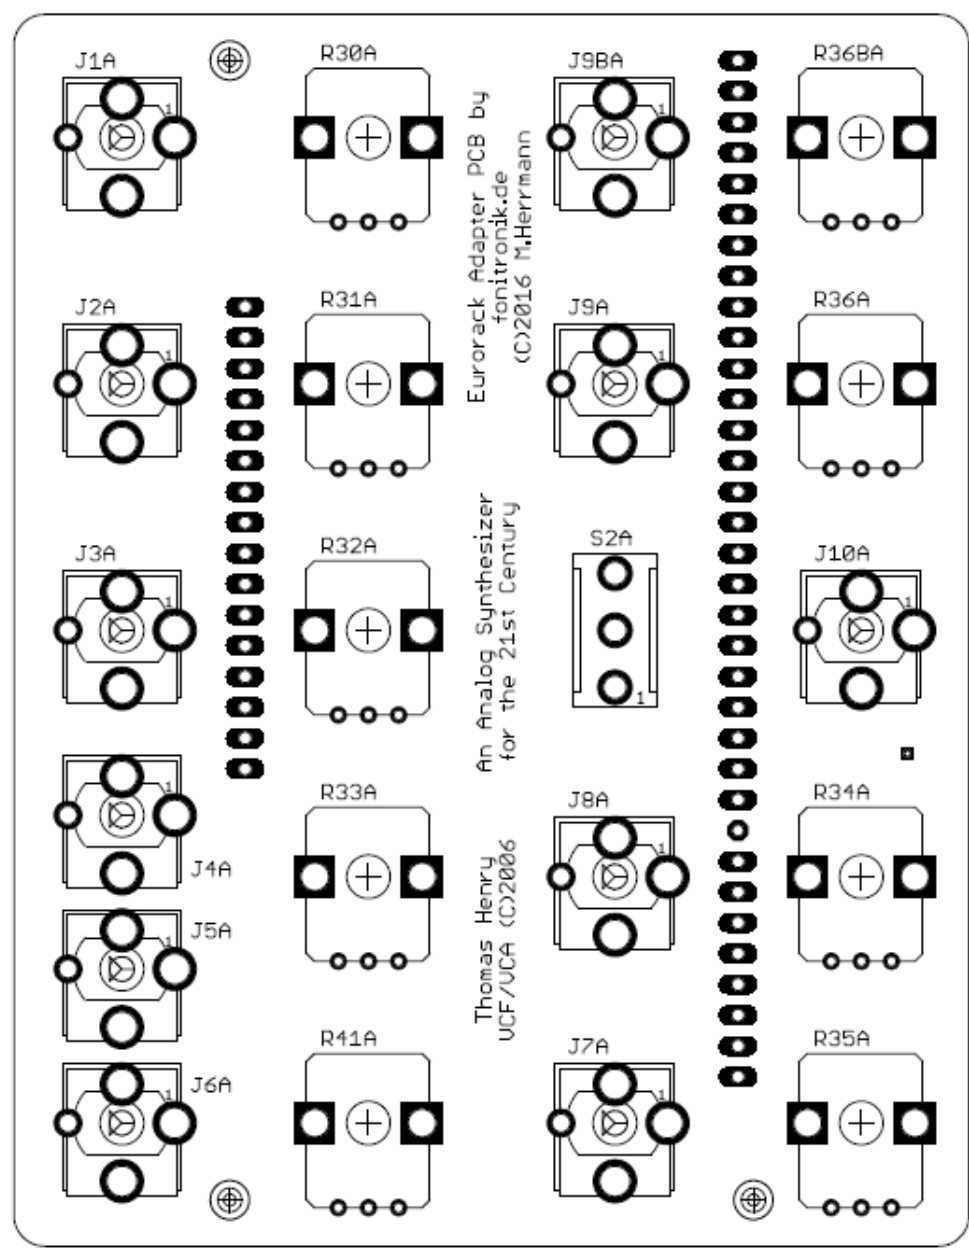 J1A
R30A
J9BA
R36BA
1
1
Eurorack Adapter PCB by
fonitronik.de
(C)2016 M.Herrmann
J2A
R31A
J9A
R36A
1
1
An Analog Synthesizer
for the 21st Century
J3A
R32A
S2A
J10A
1
1
1
R33A
J8A
R34A
1
1
J4A
Thomas Henry
VCF/VCA (C)2006
J5A
1
R41A
J7A
R35A
J6A
1
1